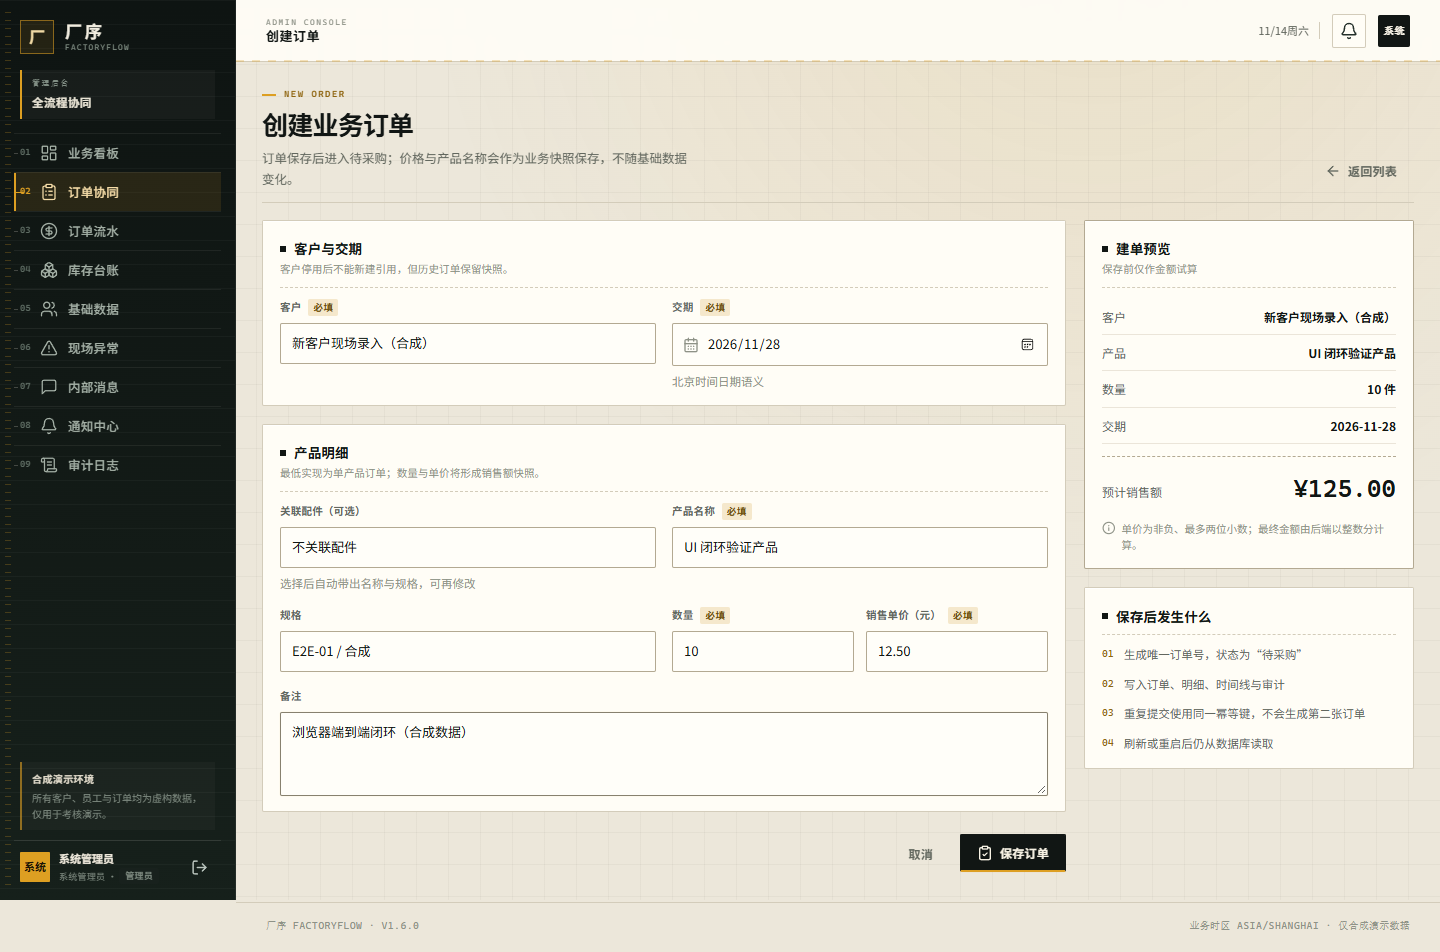 厂
厂序
FACTORYFLOW
管理后台
全流程协同
01 业务看板
02 订单协同
03 订单流水
04 库存台账
05 基础数据
06 现场异常
07 内部消息
08 通知中心
09 审计日志
合成演示环境
所有客户、员工与订单均为虚构数据，
仅用于考核演示。
系统
系统管理员
系统管理员 · 管理员
ADMIN CONSOLE
创建订单
11/14周六
系统
NEW ORDER
创建业务订单
订单保存后进入待采购；价格与产品名称会作为业务快照保存，不随基础数据
变化。
返回列表
客户与交期
客户停用后不能新建引用，但历史订单保留快照。
客户 必填
交期 必填
新客户现场录入（合成）
2026/11/28
北京时间日期语义
产品明细
最低实现为单产品订单；数量与单价将形成销售额快照。
关联配件（可选）
产品名称 必填
不关联配件
UI 闭环验证产品
选择后自动带出名称与规格，可再修改
规格
数量 必填
销售单价（元） 必填
E2E-01 / 合成
10
12.50
备注
浏览器端到端闭环（合成数据）
取消
保存订单
建单预览
保存前仅作金额试算
客户 新客户现场录入（合成）
产品 UI 闭环验证产品
数量 10 件
交期 2026-11-28
预计销售额 ¥125.00
单价为非负、最多两位小数；最终金额由后端以整数分计
算。
保存后发生什么
01 生成唯一订单号，状态为“待采购”
02 写入订单、明细、时间线与审计
03 重复提交使用同一幂等键，不会生成第二张订单
04 刷新或重启后仍从数据库读取
厂序 FACTORYFLOW · V1.6.0
业务时区 ASIA/SHANGHAI · 仅合成演示数据